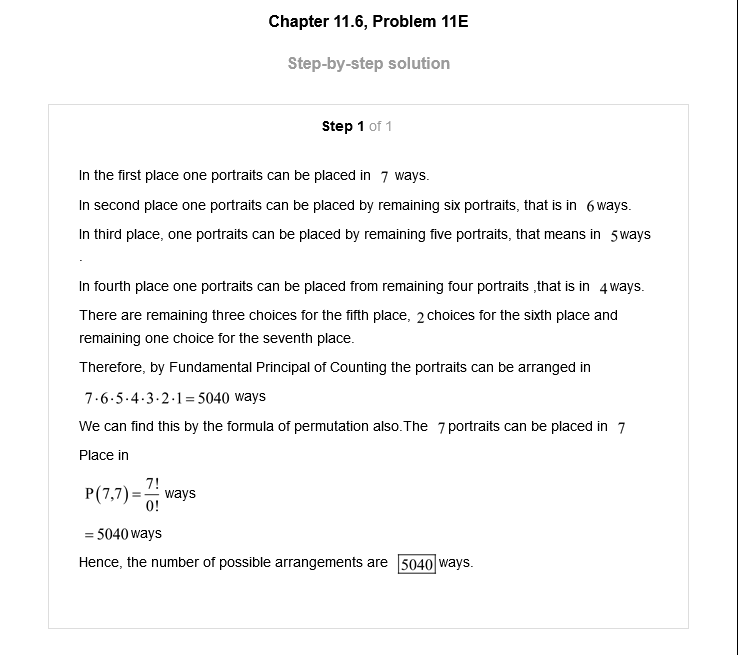 Chapter 11.6, Problem 11E
Step-by-step solution
Step 1 of 1
In the first place one portraits can be placed in 7 ways.
In second place one portraits can be placed by remaining six portraits, that is in 6 ways.
In third place, one portraits can be placed by remaining five portraits, that means in 5 ways
.
In fourth place one portraits can be placed from remaining four portraits ,that is in 4 ways.
There are remaining three choices for the fifth place, 2 choices for the sixth place and
remaining one choice for the seventh place.
Therefore, by Fundamental Principal of Counting the portraits can be arranged in
7·6·5·4·3·2·1 = 5040 ways
We can find this by the formula of permutation also.The 7 portraits can be placed in 7
Place in
P(7,7) = 7!/0! ways
= 5040 ways
Hence, the number of possible arrangements are 5040 ways.